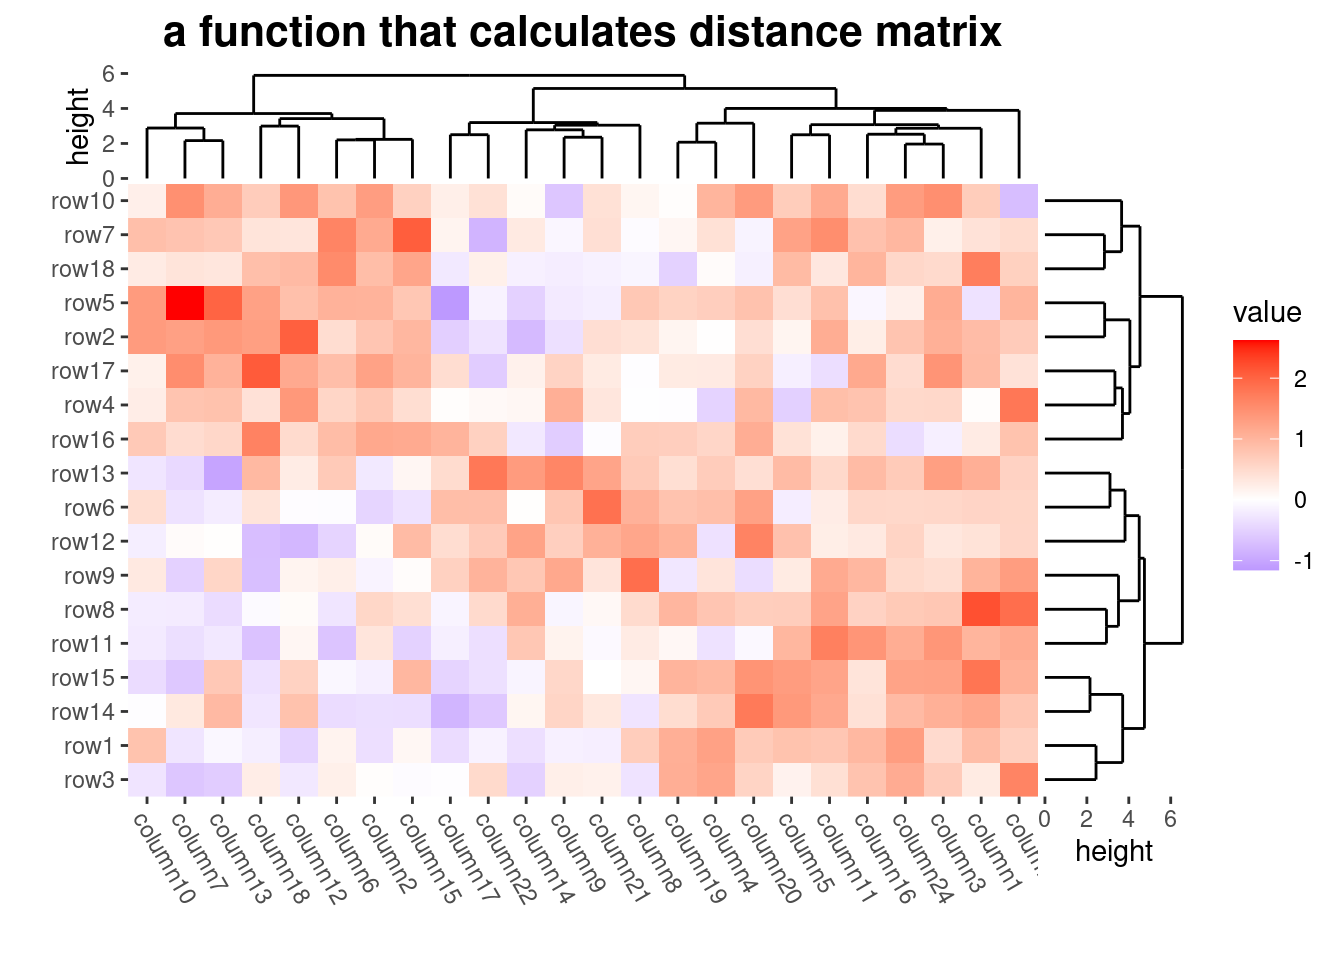 a function that calculates distance matrix
height
6
4
2
0
row10
row7
row18
row5
row2
row17
row4
row16
row13
row6
row12
row9
row8
row11
row15
row14
row1
row3
column10
column7
column13
column18
column12
column6
column2
column15
column17
column22
column14
column9
column21
column8
column19
column4
column20
column5
column11
column16
column24
column3
column1
0 2 4 6
height
value
2
1
0
-1